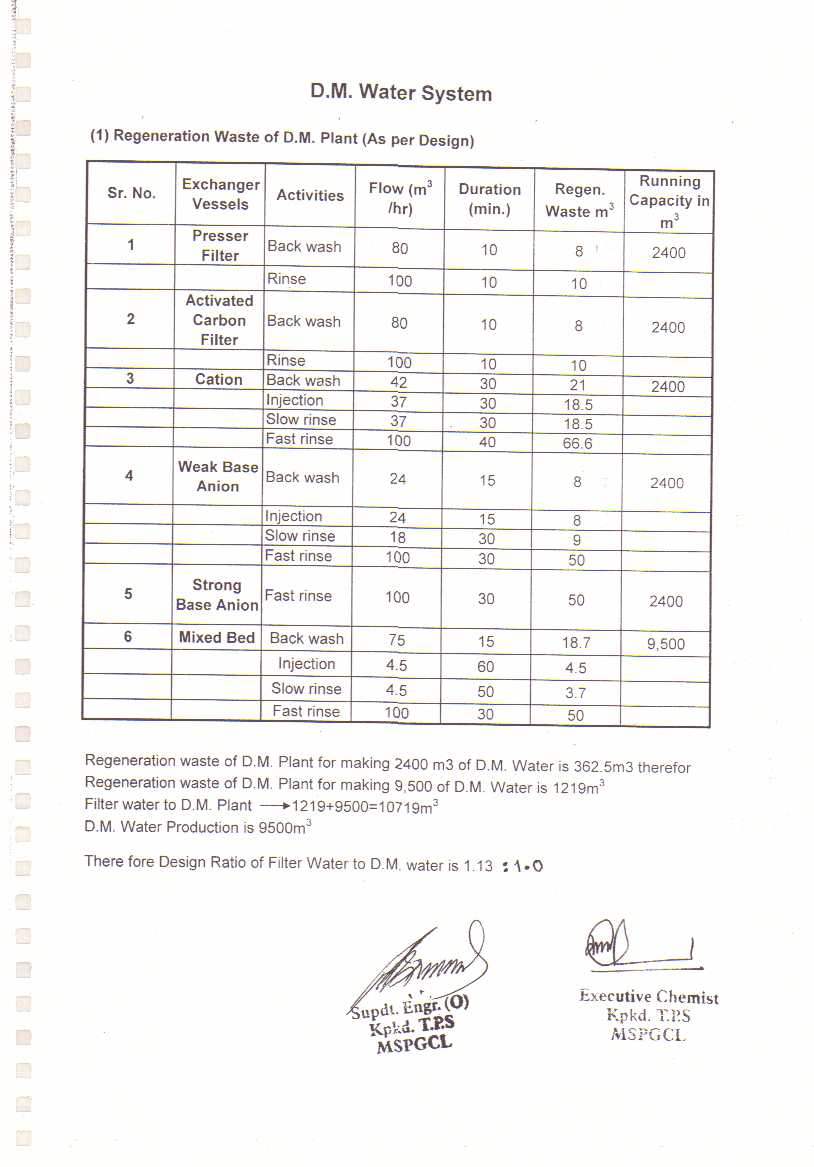 D.M. Water System
(1) Regeneration Waste of D.M. Plant (As per Design)
Sr. No. Exchanger Vessels Activities Flow (m3 /hr) Duration (min.) Regen. Waste m3 Running Capacity in m3
1 Presser Filter Back wash 80 10 8 2400
Rinse 100 10 10
2 Activated Carbon Filter Back wash 80 10 8 2400
Rinse 100 10 10
3 Cation Back wash 42 30 21 2400
Injection 37 30 18.5
Slow rinse 37 30 18.5
Fast rinse 100 40 66.6
4 Weak Base Anion Back wash 24 15 8 2400
Injection 24 15 8
Slow rinse 18 30 9
Fast rinse 100 30 50
5 Strong Base Anion Fast rinse 100 30 50 2400
6 Mixed Bed Back wash 75 15 18.7 9,500
Injection 4.5 60 4.5
Slow rinse 4.5 50 3.7
Fast rinse 100 30 50
Regeneration waste of D.M. Plant for making 2400 m3 of D.M. Water is 362.5m3 therefor
Regeneration waste of D.M. Plant for making 9,500 of D.M. Water is 1219m3
Filter water to D.M. Plant →1219+9500=10719m3
D.M. Water Production is 9500m3
There fore Design Ratio of Filter Water to D.M. water is 1.13 : 1.0
Supdt. Engr. (O)
Kpkd. T.P.S
MSPGCL
Executive Chemist
Kpkd. T.P.S
MSPGCL